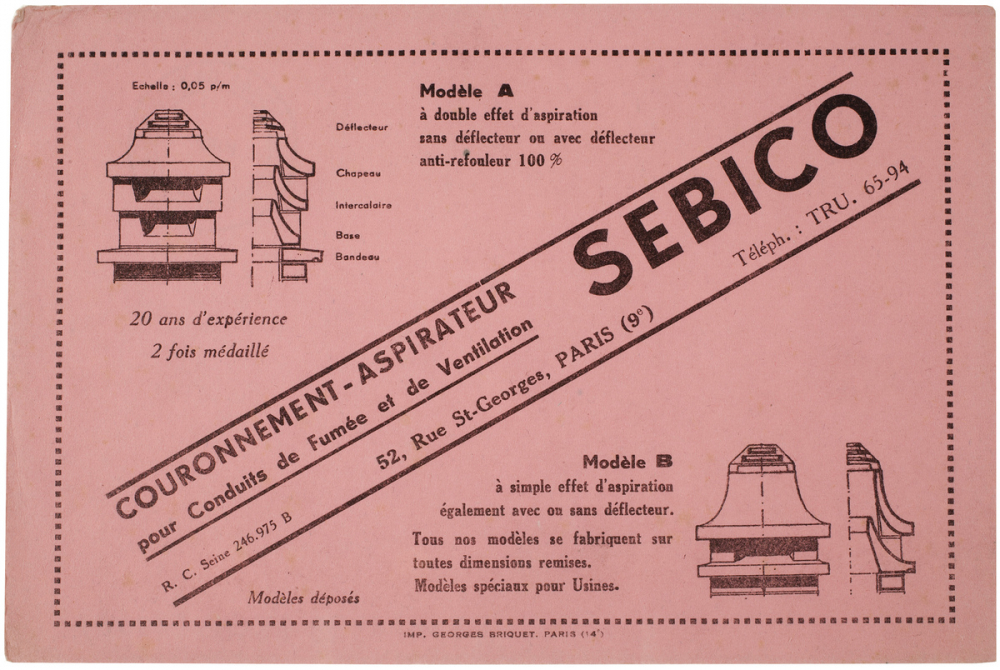 Echelle : 0,05 p/m
Déflecteur
Chapeau
Intercalaire
Base
Bandeau
20 ans d'expérience
2 fois médaillé
Modèle A
à double effet d'aspiration
sans déflecteur ou avec déflecteur
anti-refouleur 100 %
COURONNEMENT-ASPIRATEUR
pour Conduits de Fumée et de Ventilation
SEBICO
52, Rue St-Georges, PARIS (9e)
Téléph. : TRU. 65-94
R. C. Seine 246.975 B
Modèles déposés
Modèle B
à simple effet d'aspiration
également avec ou sans déflecteur.
Tous nos modèles se fabriquent sur
toutes dimensions remises.
Modèles spéciaux pour Usines.
IMP. GEORGES BRIQUET. PARIS (14e)